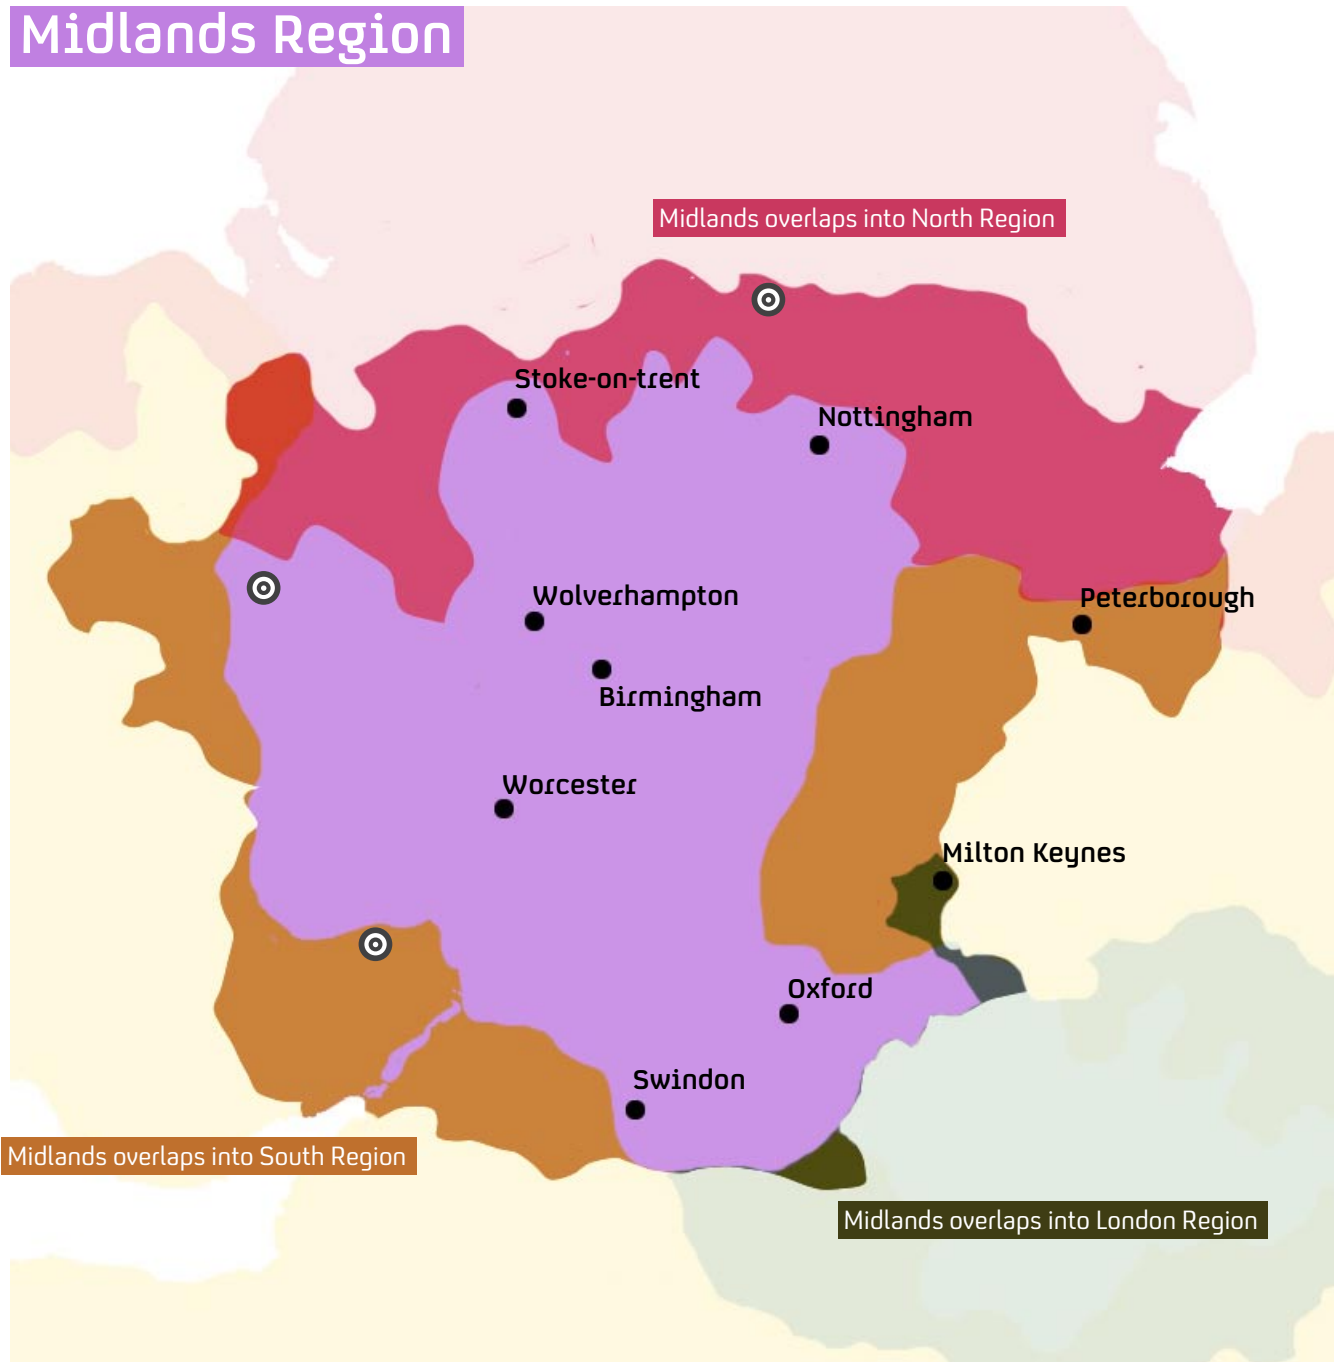 Midlands Region
Midlands overlaps into North Region
Stoke-on-trent
Nottingham
Wolverhampton
Peterborough
Birmingham
Worcester
Milton Keynes
Oxford
Swindon
Midlands overlaps into South Region
Midlands overlaps into London Region